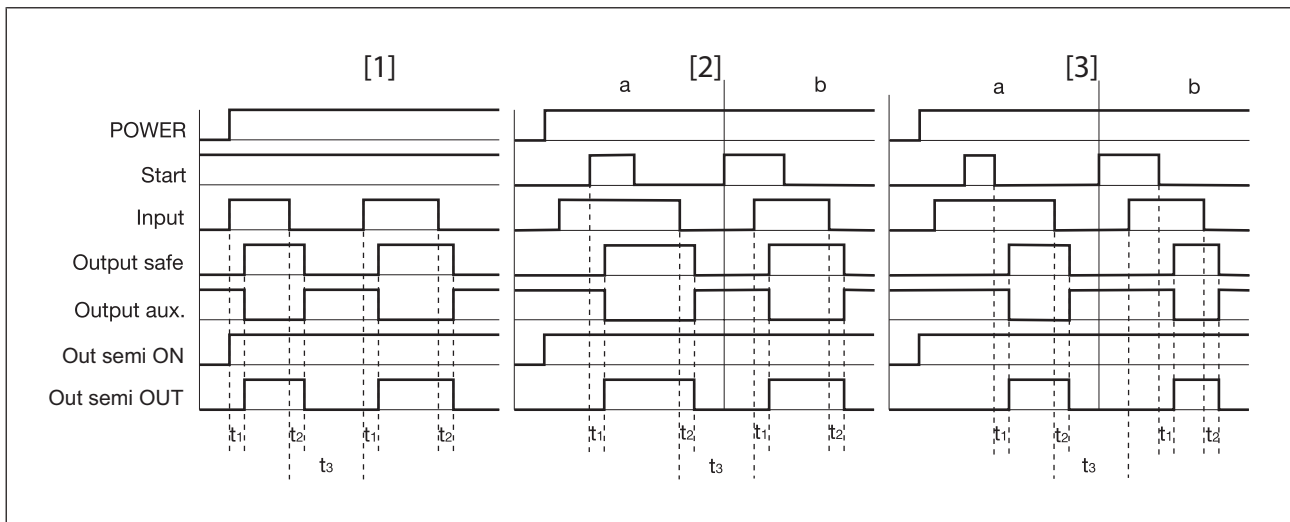 [1] [2] [3]
a b a b
POWER
Start
Input
Output safe
Output aux.
Out semi ON
Out semi OUT
t1 t2 t1 t2 t1 t2 t1 t2 t1 t2 t1 t2
t3 t3 t3